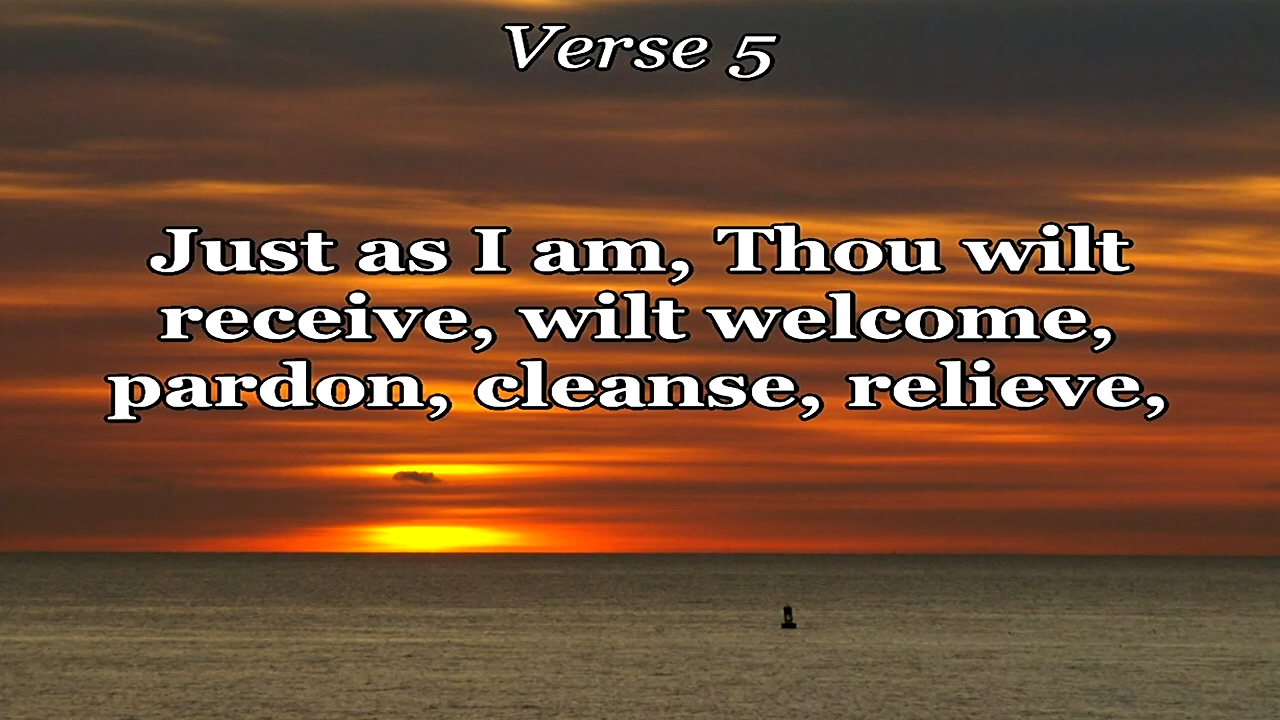 Verse 5
Just as I am, Thou wilt
receive, wilt welcome,
pardon, cleanse, relieve,